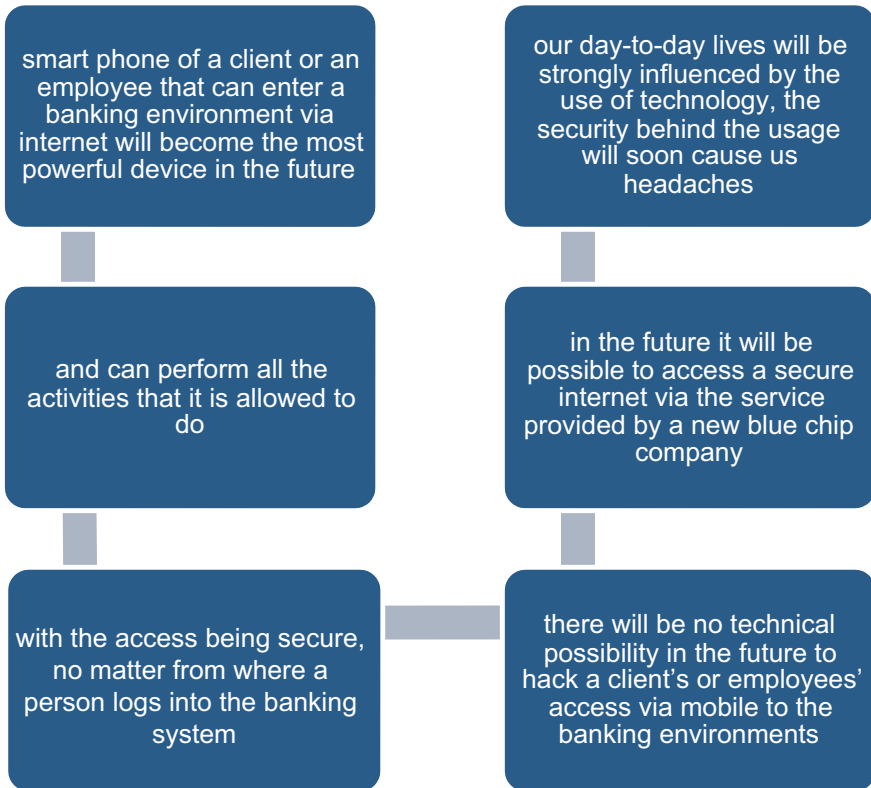 smart phone of a client or an
employee that can enter a
banking environment via
internet will become the most
powerful device in the future
and can perform all the
activities that it is allowed to
do
with the access being secure,
no matter from where a
person logs into the banking
system
there will be no technical
possibility in the future to
hack a client’s or employees’
access via mobile to the
banking environments
in the future it will be
possible to access a secure
internet via the service
provided by a new blue chip
company
our day-to-day lives will be
strongly influenced by the
use of technology, the
security behind the usage
will soon cause us
headaches